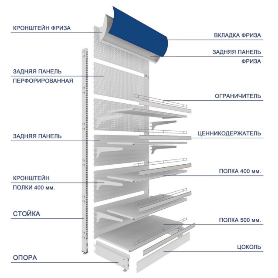 КРОНШТЕЙН ФРИЗА
ЗАДНЯЯ ПАНЕЛЬ
ПЕРФОРИРОВАННАЯ
ЗАДНЯЯ ПАНЕЛЬ
КРОНШТЕЙН
ПОЛКИ 400 мм.
СТОЙКА
ОПОРА
ВКЛАДКА ФРИЗА
ЗАДНЯЯ ПАНЕЛЬ
ФРИЗА
ОГРАНИЧИТЕЛЬ
ЦЕННИКОДЕРЖАТЕЛЬ
ПОЛКА 400 мм.
ПОЛКА 500 мм.
ЦОКОЛЬ